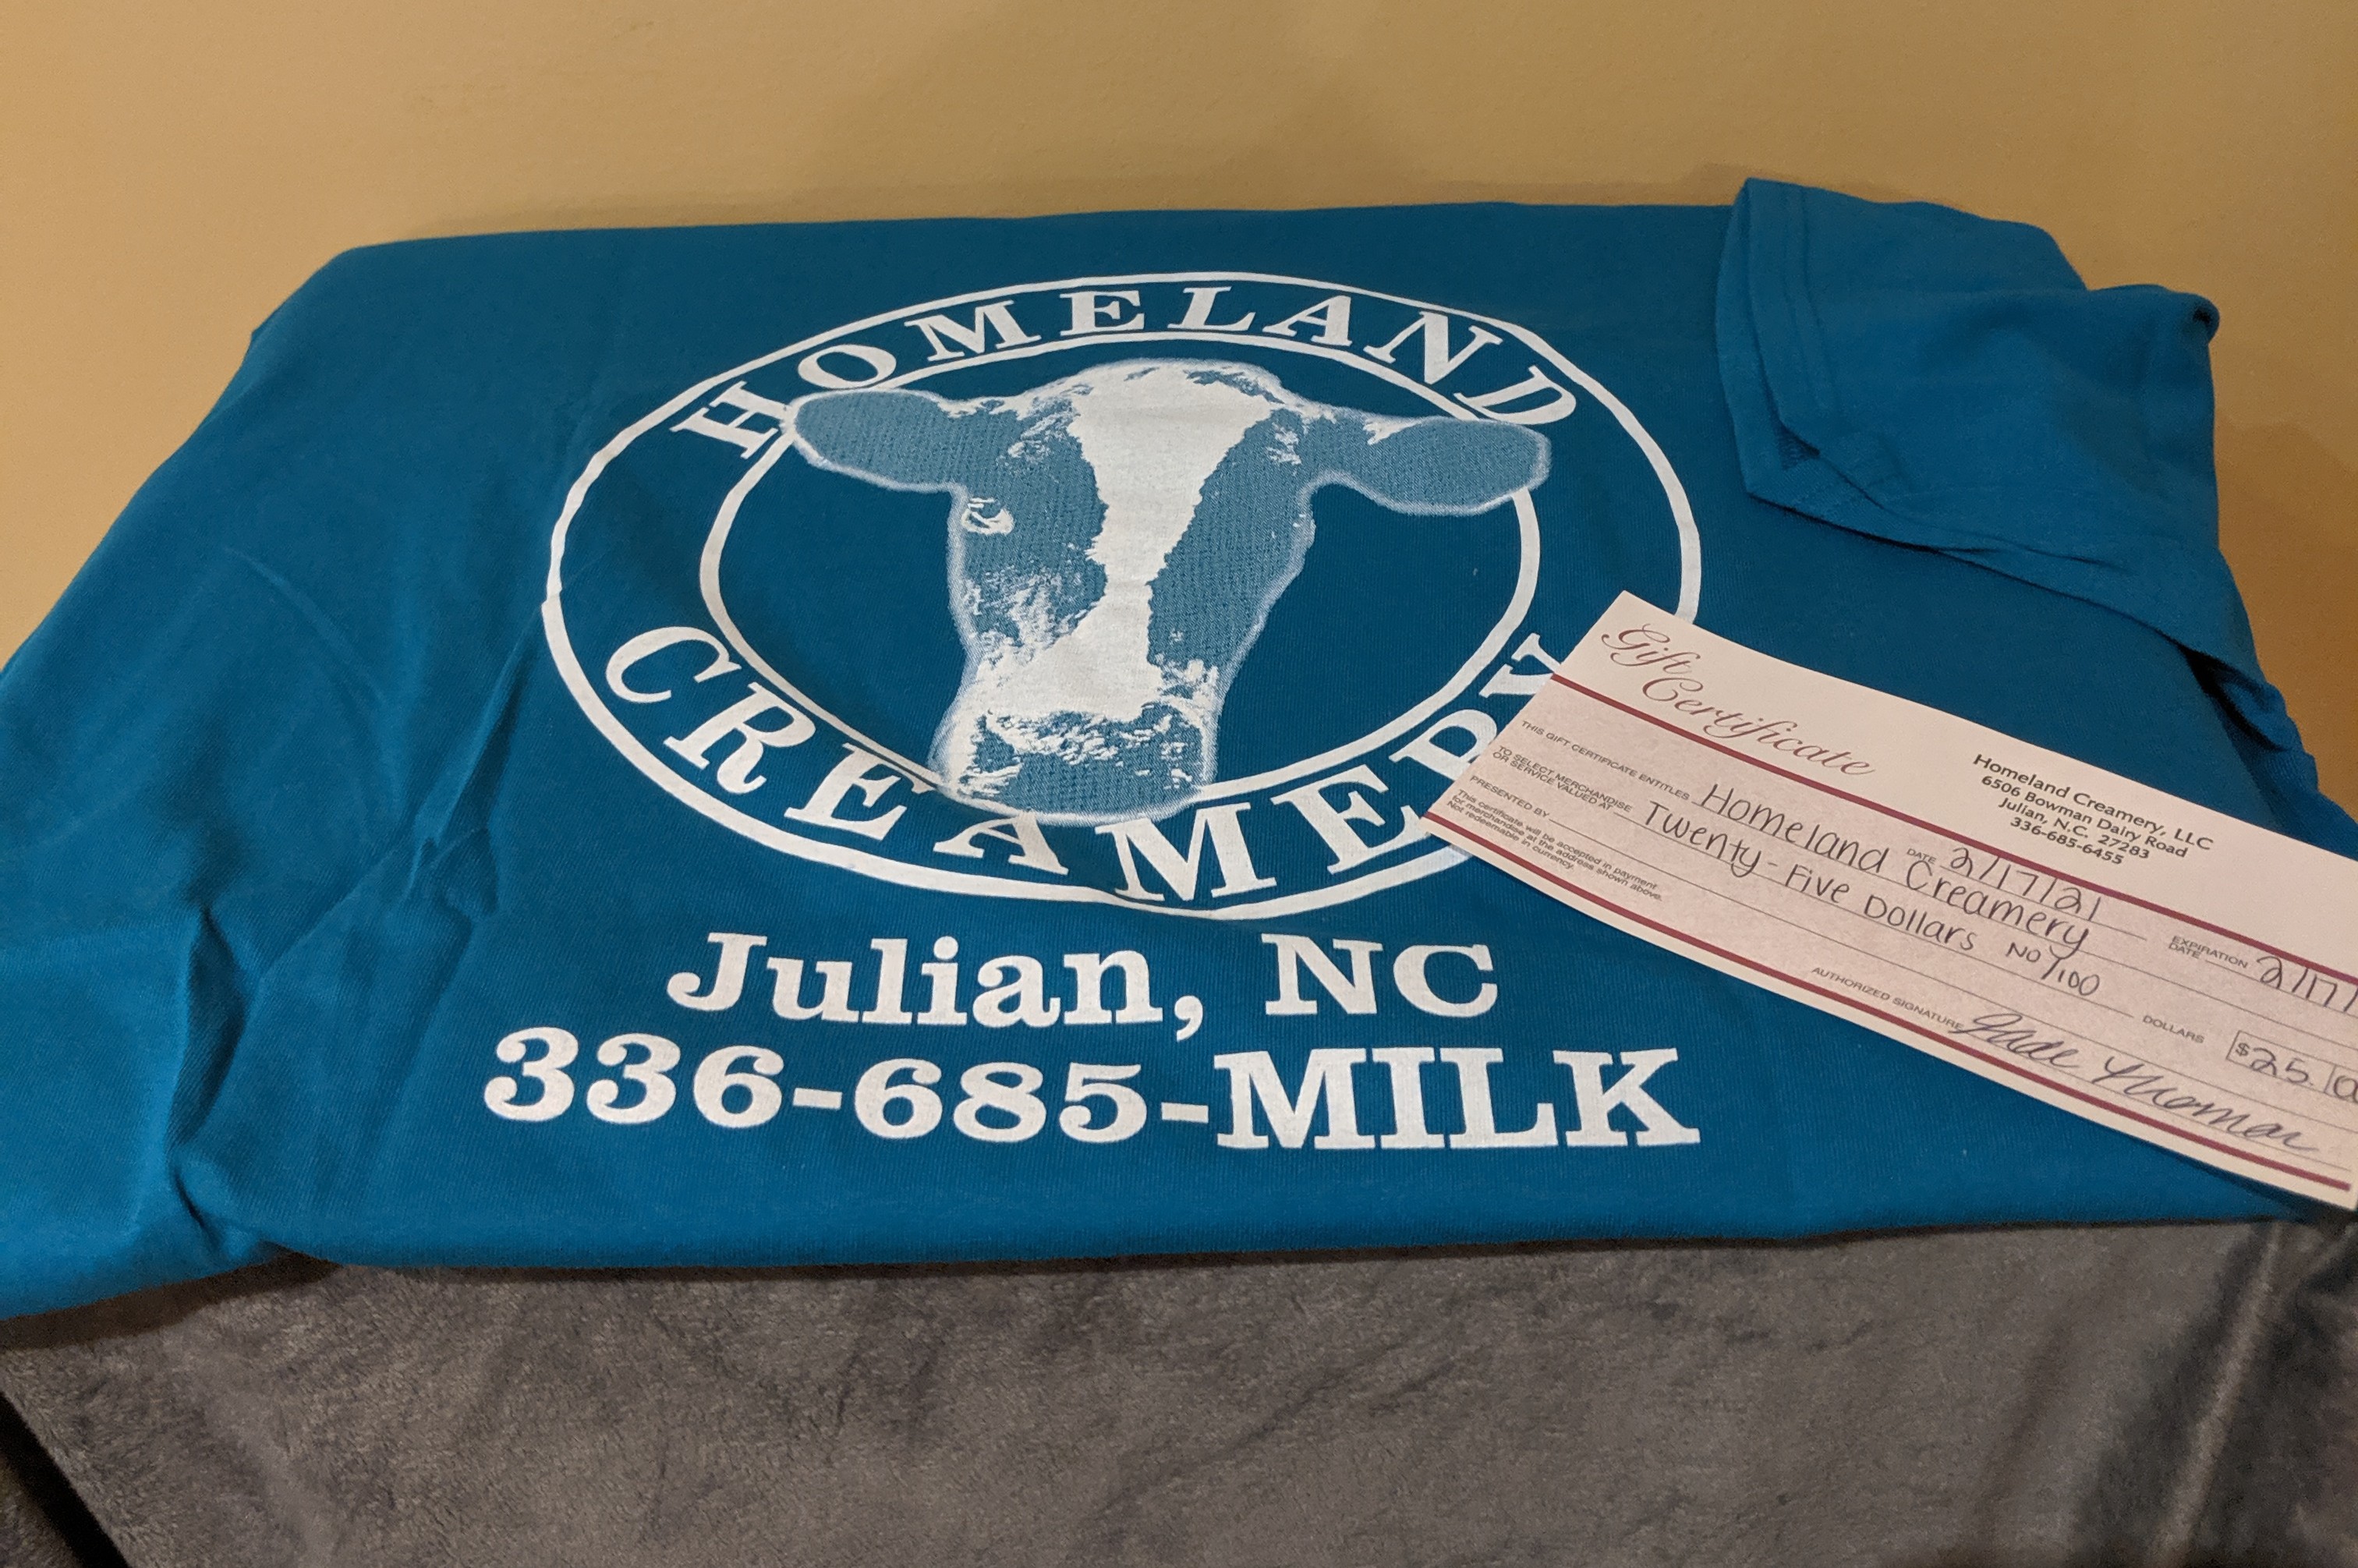 HOMELAND
CREAMERY
Julian, NC
336-685-MILK
Gift
Certificate
Homeland Creamery, LLC
6506 Bowman Dairy Road
Julian, N.C. 27283
336-685-6455
DATE 2/17/21
EXPIRATION DATE 2/17/
THIS GIFT CERTIFICATE ENTITLES Homeland Creamery
TO SELECT MERCHANDISE
OR SERVICE VALUED AT Twenty-Five Dollars NO/100 DOLLARS $25.
PRESENTED BY
This certificate will be accepted in payment
for merchandise at the address shown above.
Not redeemable in currency.
AUTHORIZED SIGNATURE